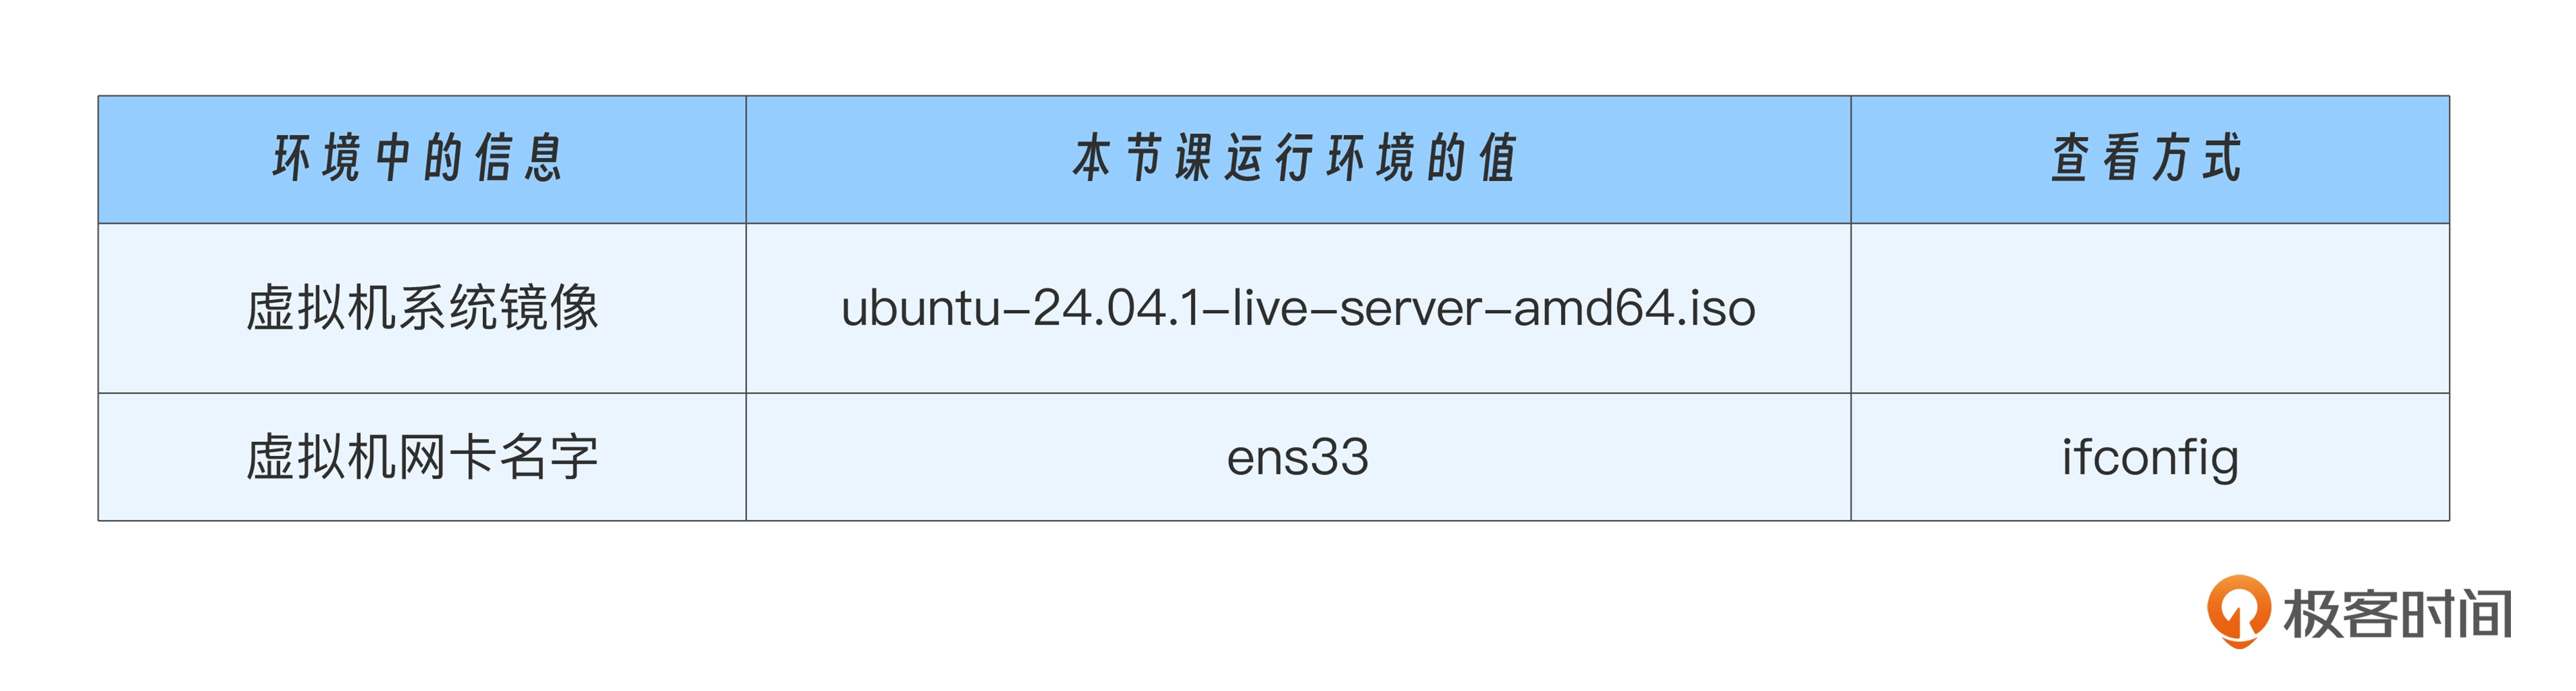 环境中的信息 本节课运行环境的值 查看方式
虚拟机系统镜像 ubuntu-24.04.1-live-server-amd64.iso
虚拟机网卡名字 ens33 ifconfig
极客时间